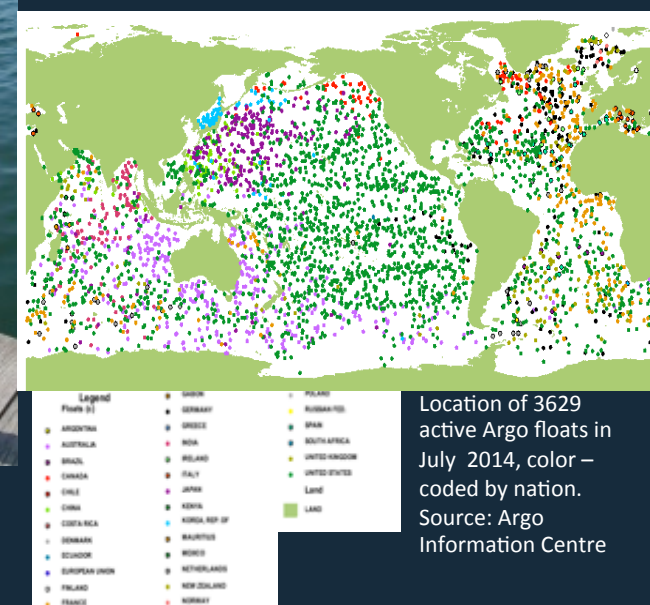 Legend
Floats (s)
ARGENTINA
AUSTRALIA
BRAZIL
CANADA
CHILE
CHINA
COSTA RICA
DENMARK
ECUADOR
EUROPEAN UNION
FINLAND
FRANCE
GABON
GERMANY
GREECE
INDIA
IRELAND
ITALY
JAPAN
KENYA
KOREA, REP. OF
MAURITIUS
MEXICO
NETHERLANDS
NEW ZEALAND
NORWAY
POLAND
RUSSIAN FED.
SPAIN
SOUTH AFRICA
UNITED KINGDOM
UNITED STATES
Land
LAND
Location of 3629
active Argo floats in
July 2014, color –
coded by nation.
Source: Argo
Information Centre